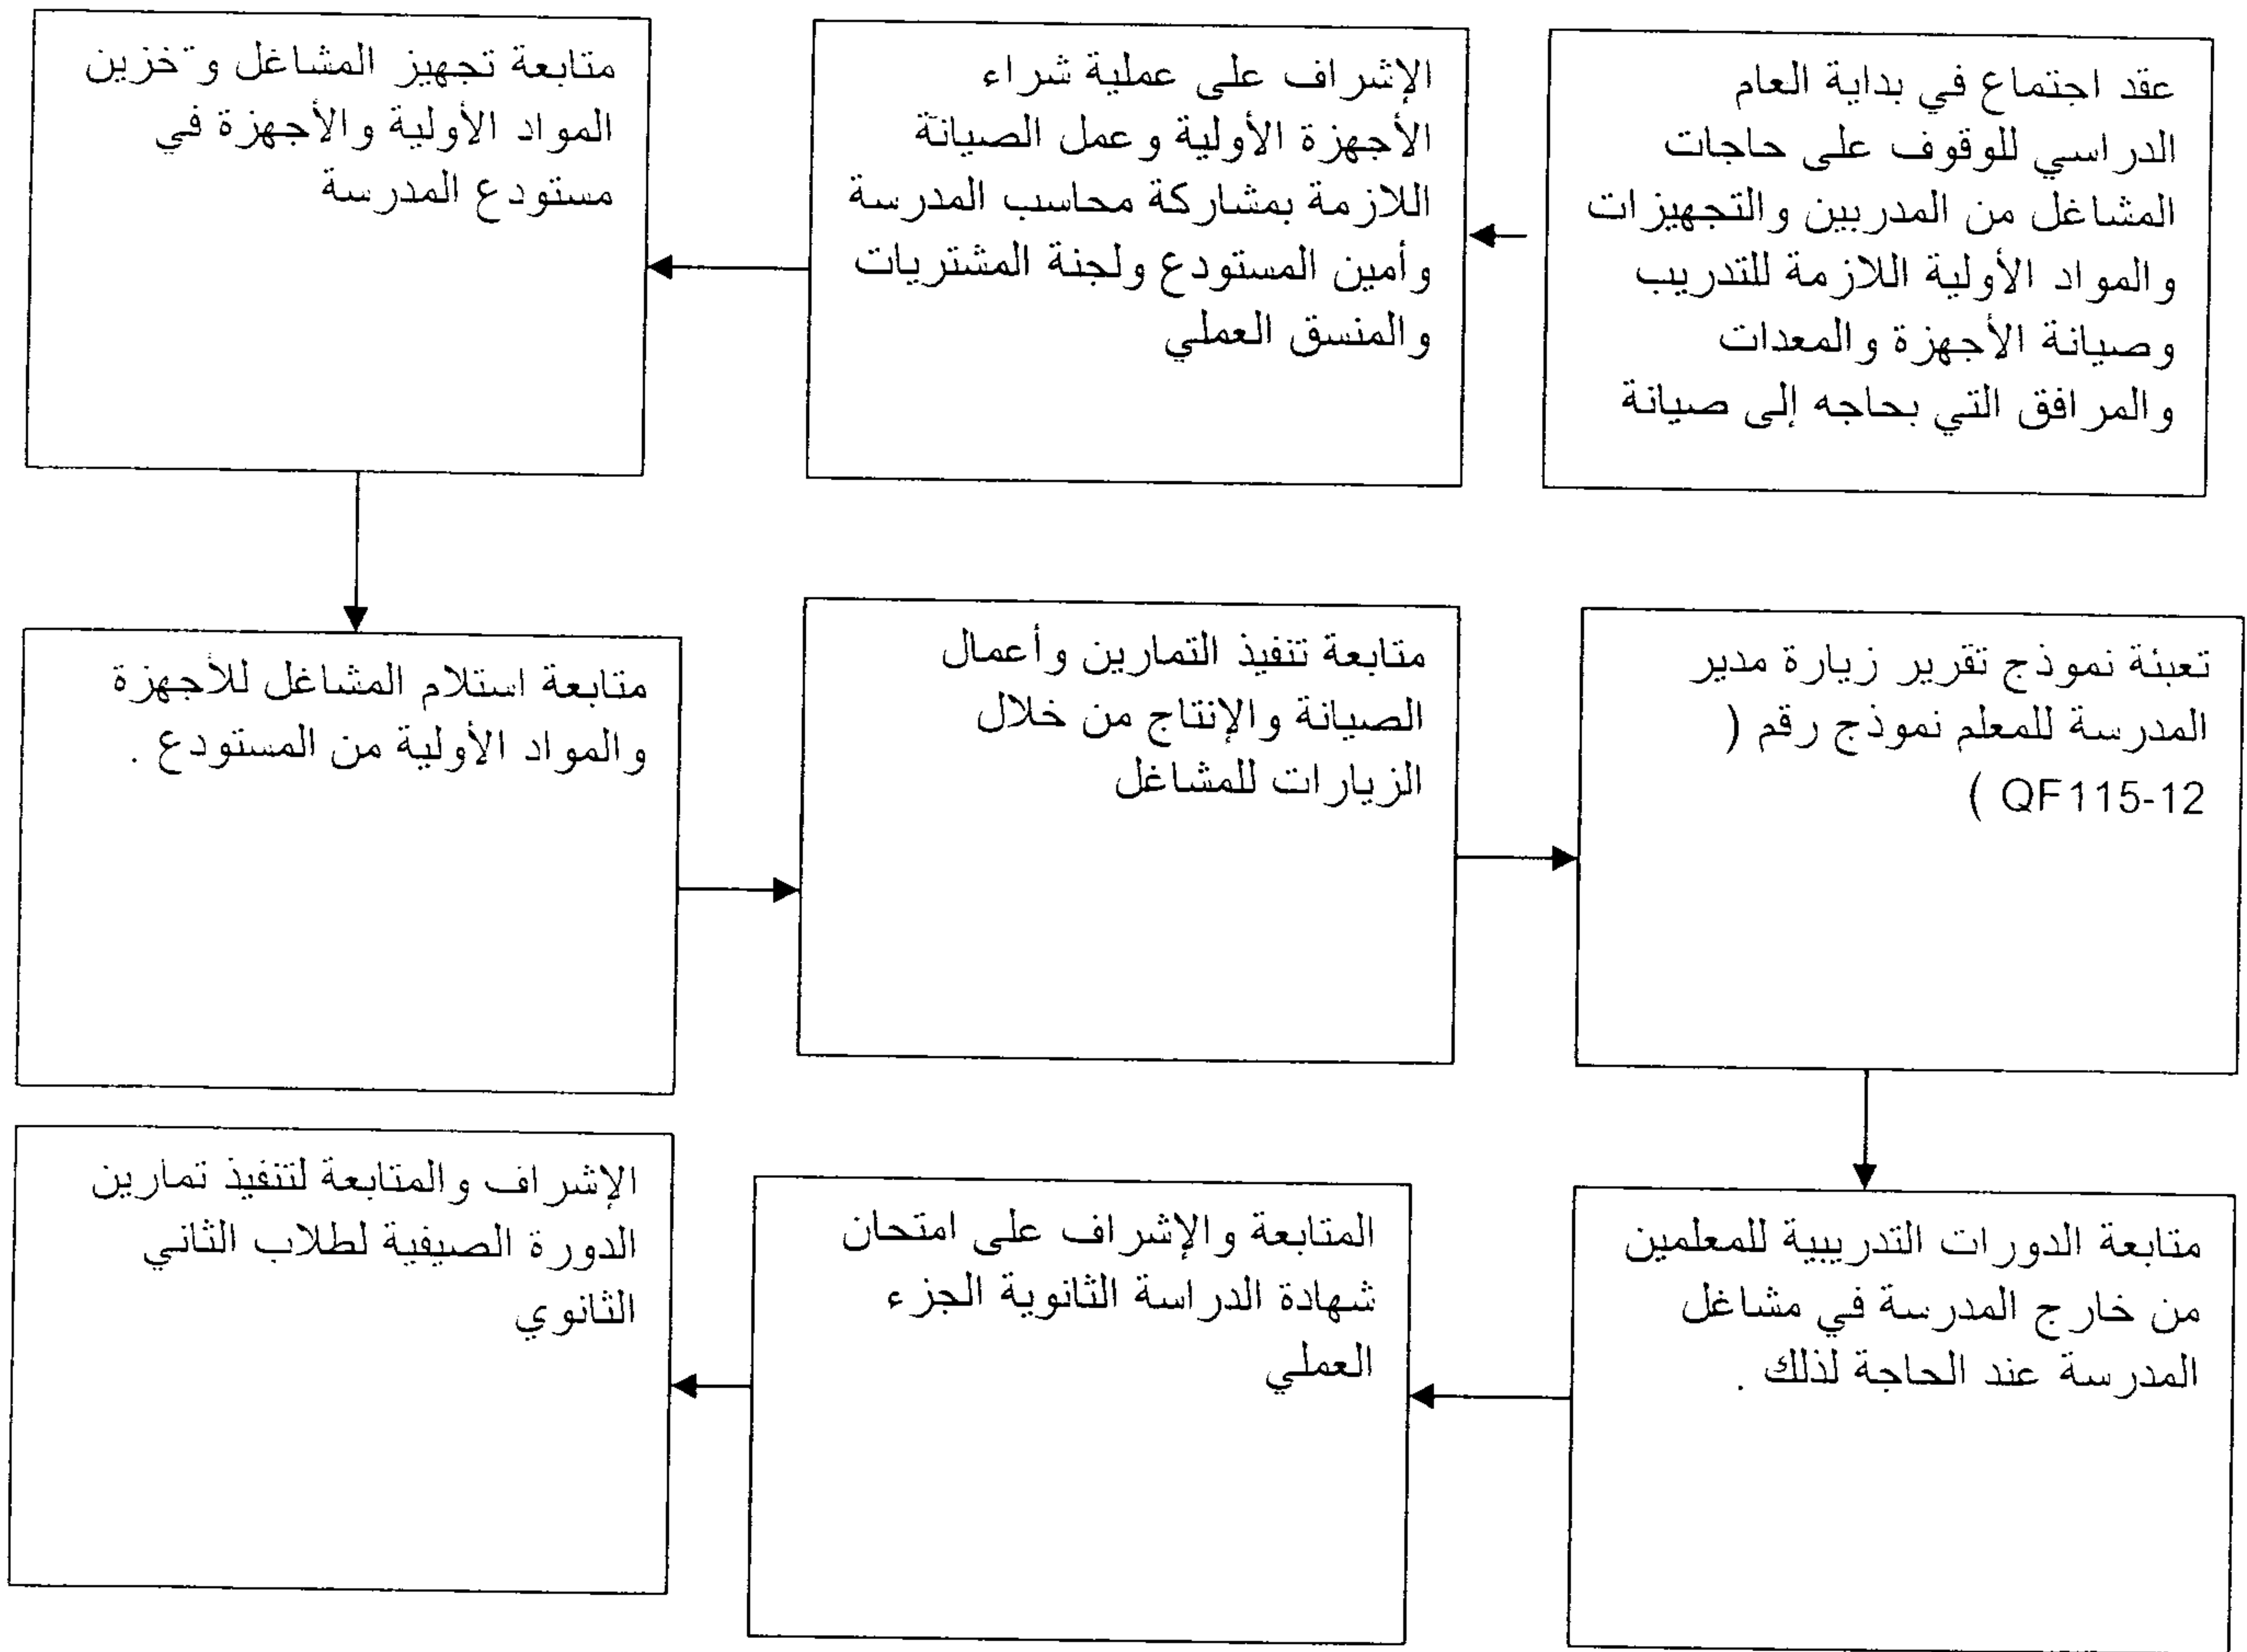 عقد اجتماع في بداية العام
الدراسي للوقوف على حاجات
المشاغل من المدربين والتجهيزات
والمواد الأولية اللازمة للتدريب
وصيانة الأجهزة والمعدات
والمرافق التي بحاجه إلى صيانة
الإشراف على عملية شراء
الأجهزة الأولية وعمل الصيانة
اللازمة بمشاركة محاسب المدرسة
وأمين المستودع ولجنة المشتريات
والمنسق العملي
متابعة تجهيز المشاغل وتخزين
المواد الأولية والأجهزة في
مستودع المدرسة
متابعة استلام المشاغل للأجهزة
والمواد الأولية من المستودع .
متابعة تنفيذ التمارين وأعمال
الصيانة والإنتاج من خلال
الزيارات للمشاغل
تعبئة نموذج تقرير زيارة مدير
المدرسة للمعلم نموذج رقم (
QF115-12 )
متابعة الدورات التدريبية للمعلمين
من خارج المدرسة في مشاغل
المدرسة عند الحاجة لذلك .
المتابعة والإشراف على امتحان
شهادة الدراسة الثانوية الجزء
العملي
الإشراف والمتابعة لتنفيذ تمارين
الدورة الصيفية لطلاب الثاني
الثانوي